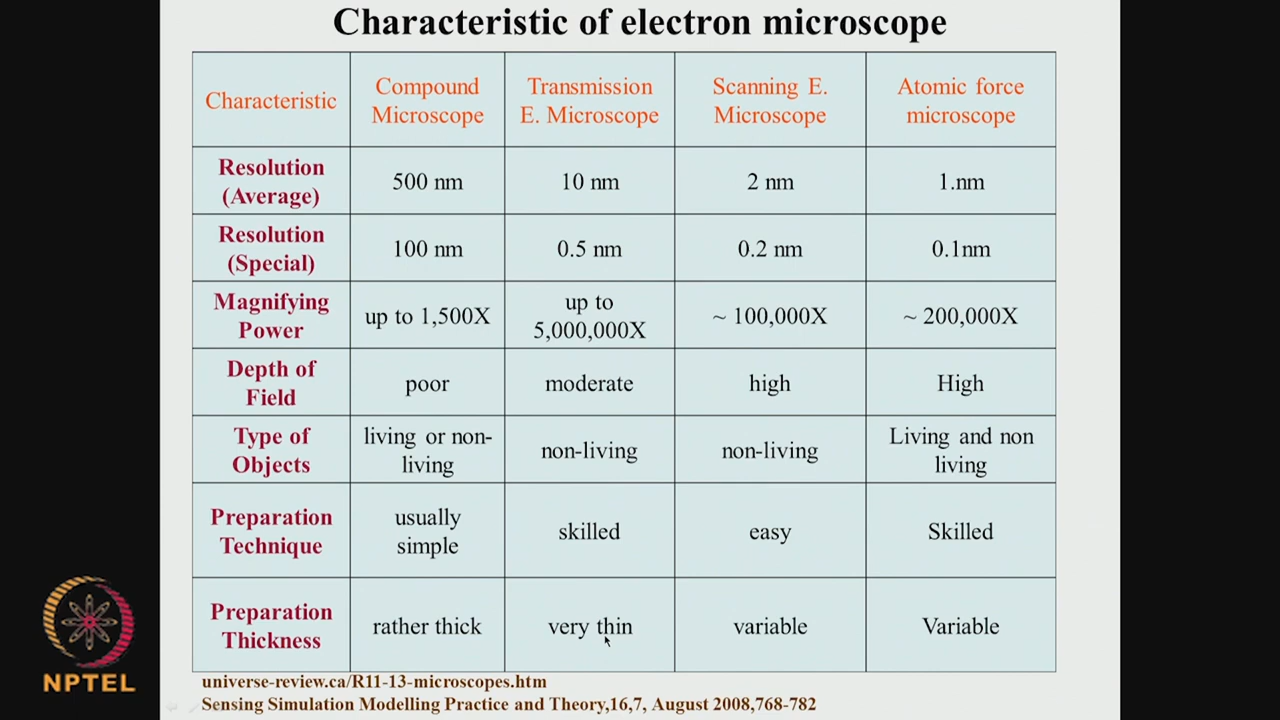 Characteristic of electron microscope
Characteristic
Compound
Microscope
Transmission
E. Microscope
Scanning E.
Microscope
Atomic force
microscope
Resolution
(Average)
500 nm
10 nm
2 nm
1.nm
Resolution
(Special)
100 nm
0.5 nm
0.2 nm
0.1nm
Magnifying
Power
up to 1,500X
up to
5,000,000X
~ 100,000X
~ 200,000X
Depth of
Field
poor
moderate
high
High
Type of
Objects
living or non-
living
non-living
non-living
Living and non
living
Preparation
Technique
usually
simple
skilled
easy
Skilled
Preparation
Thickness
rather thick
very thin
variable
Variable
universe-review.ca/R11-13-microscopes.htm
Sensing Simulation Modelling Practice and Theory,16,7, August 2008,768-782
NPTEL